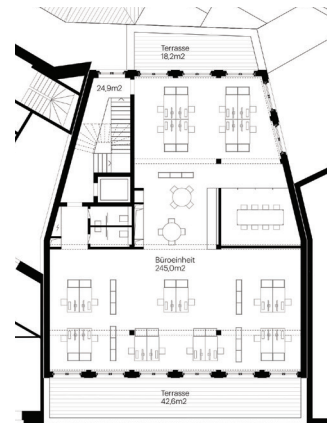 Terrasse
18,2m2
24,9m2
Büroeinheit
245,0m2
Terrasse
42,6m2